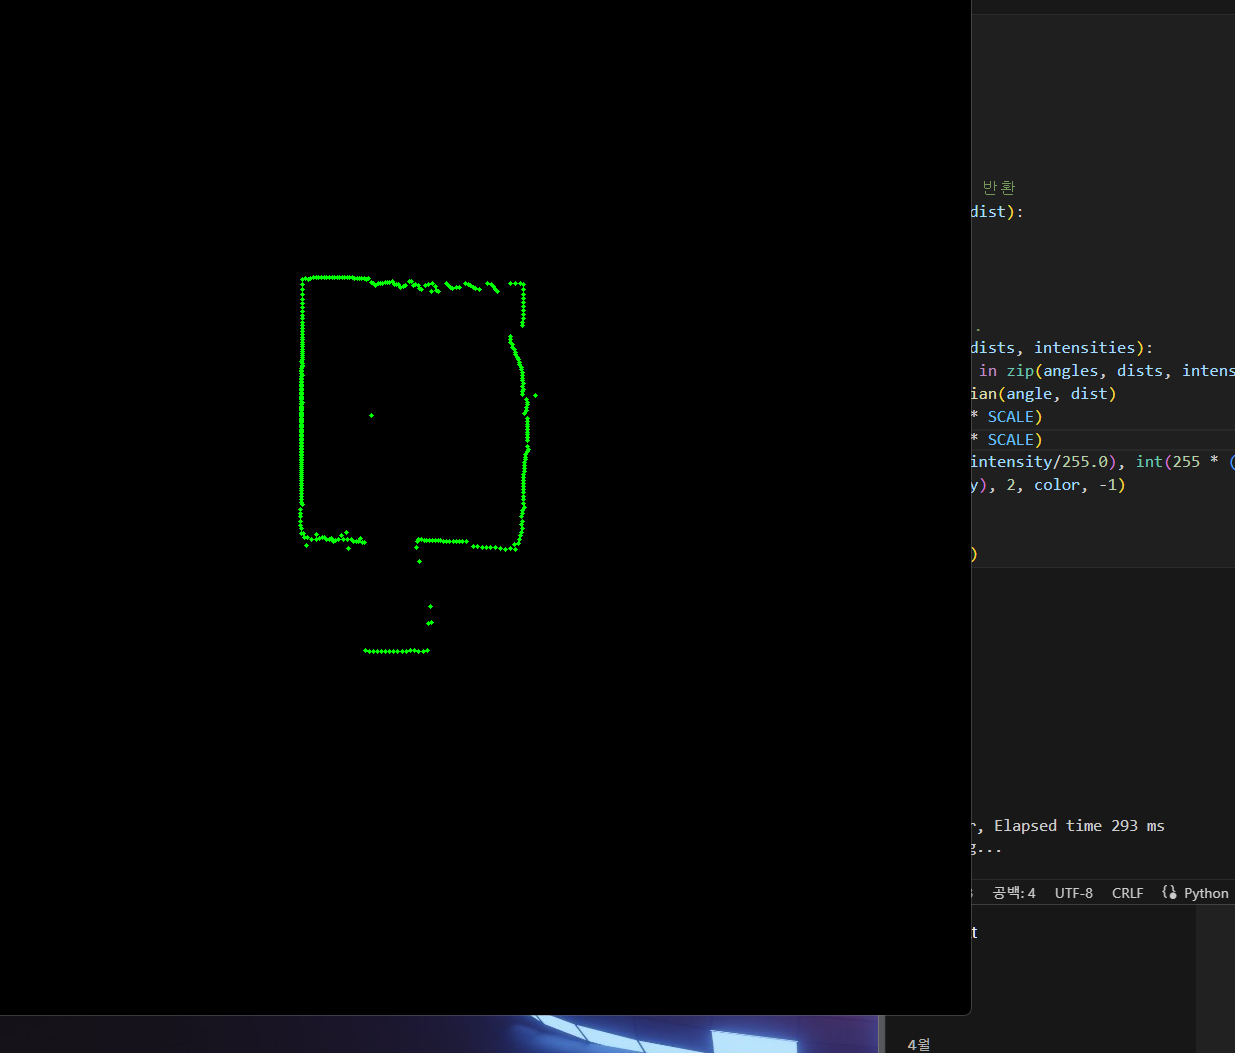 반환
dist):
.
dists, intensities):
in zip(angles, dists, intens
ian(angle, dist)
* SCALE)
* SCALE)
intensity/255.0), int(255 * (
y), 2, color, -1)
)
r, Elapsed time 293 ms
g...
공백: 4 UTF-8 CRLF Python
t
4월